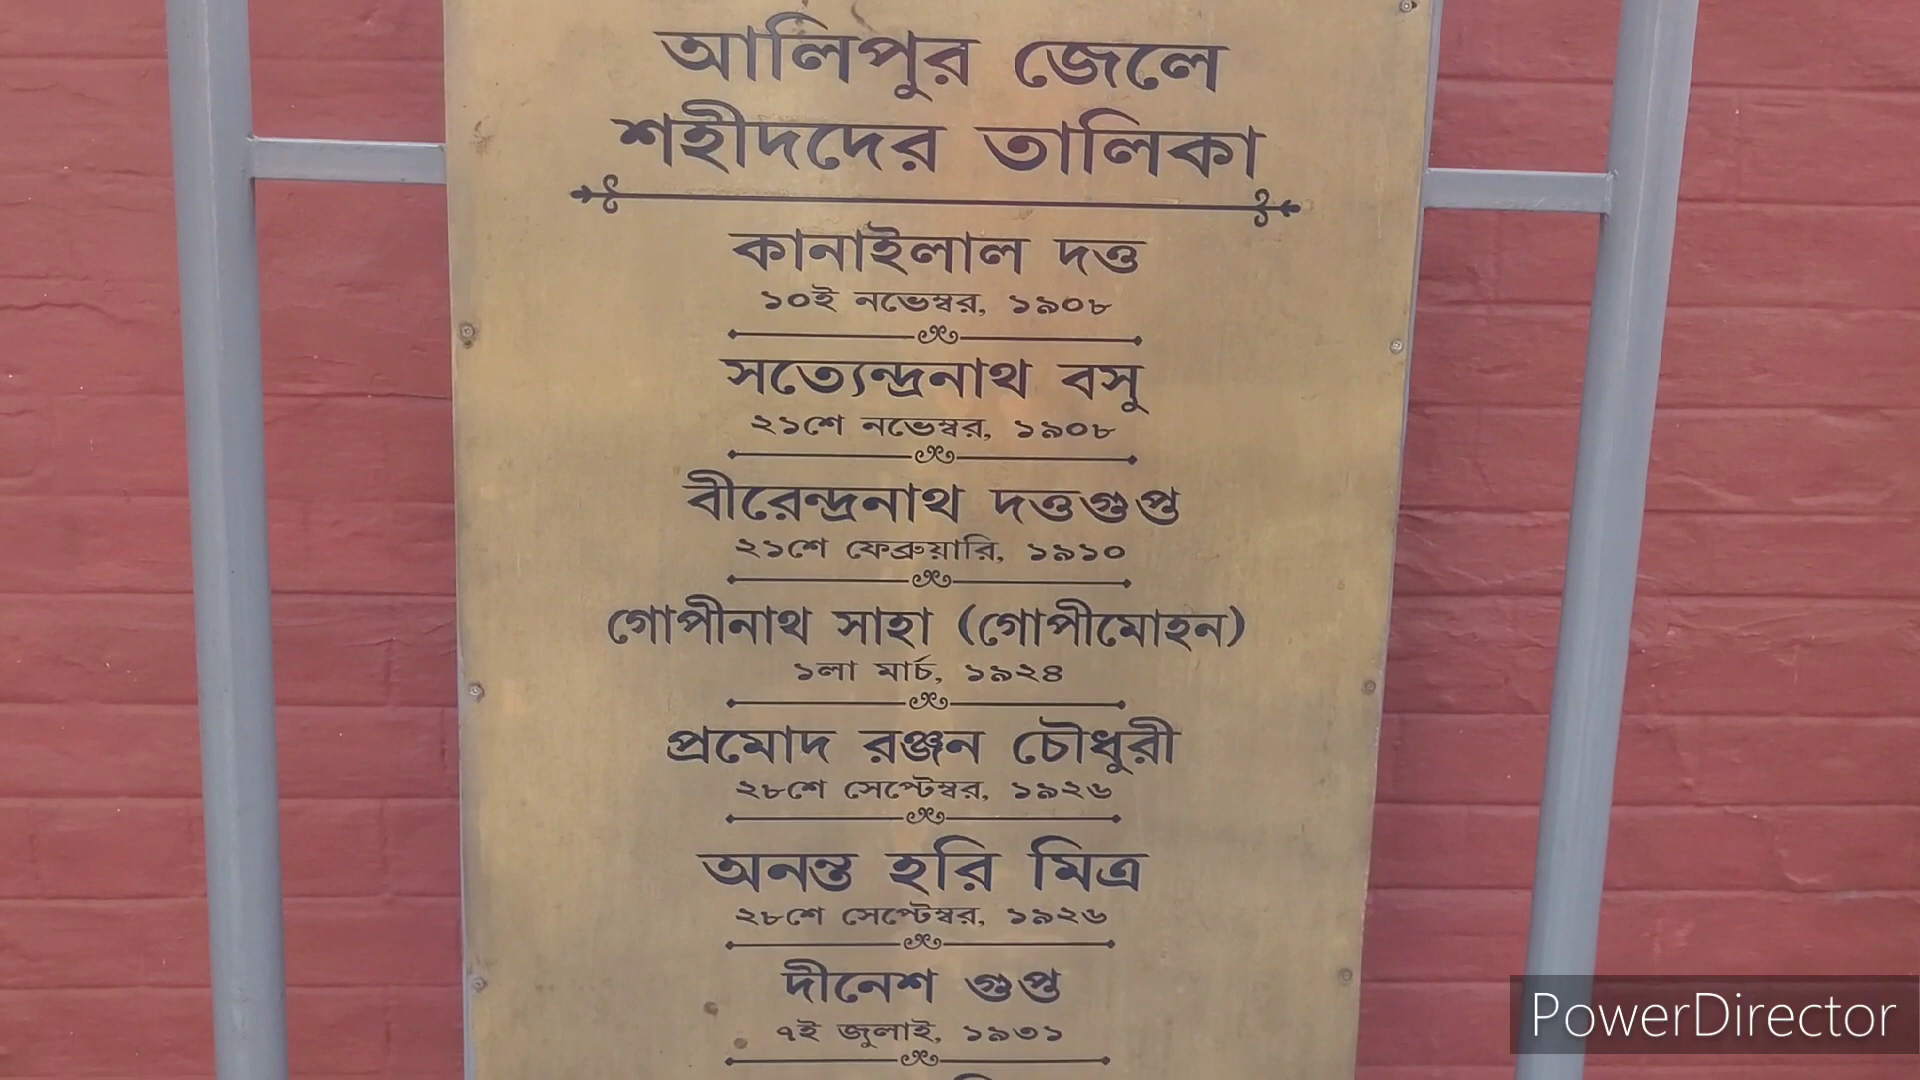 আলিপুর জেলে
শহীদদের তালিকা
কানাইলাল দত্ত
১০ই নভেম্বর, ১৯০৮
সত্যেন্দ্রনাথ বসু
২১শে নভেম্বর, ১৯০৮
বীরেন্দ্রনাথ দত্তগুপ্ত
২১শে ফেব্রুয়ারি, ১৯১০
গোপীনাথ সাহা (গোপীমোহন)
১লা মার্চ, ১৯২৪
প্রমোদ রঞ্জন চৌধুরী
২৮শে সেপ্টেম্বর, ১৯২৬
অনন্ত হরি মিত্র
২৮শে সেপ্টেম্বর, ১৯২৬
দীনেশ গুপ্ত
৭ই জুলাই, ১৯৩১
PowerDirector